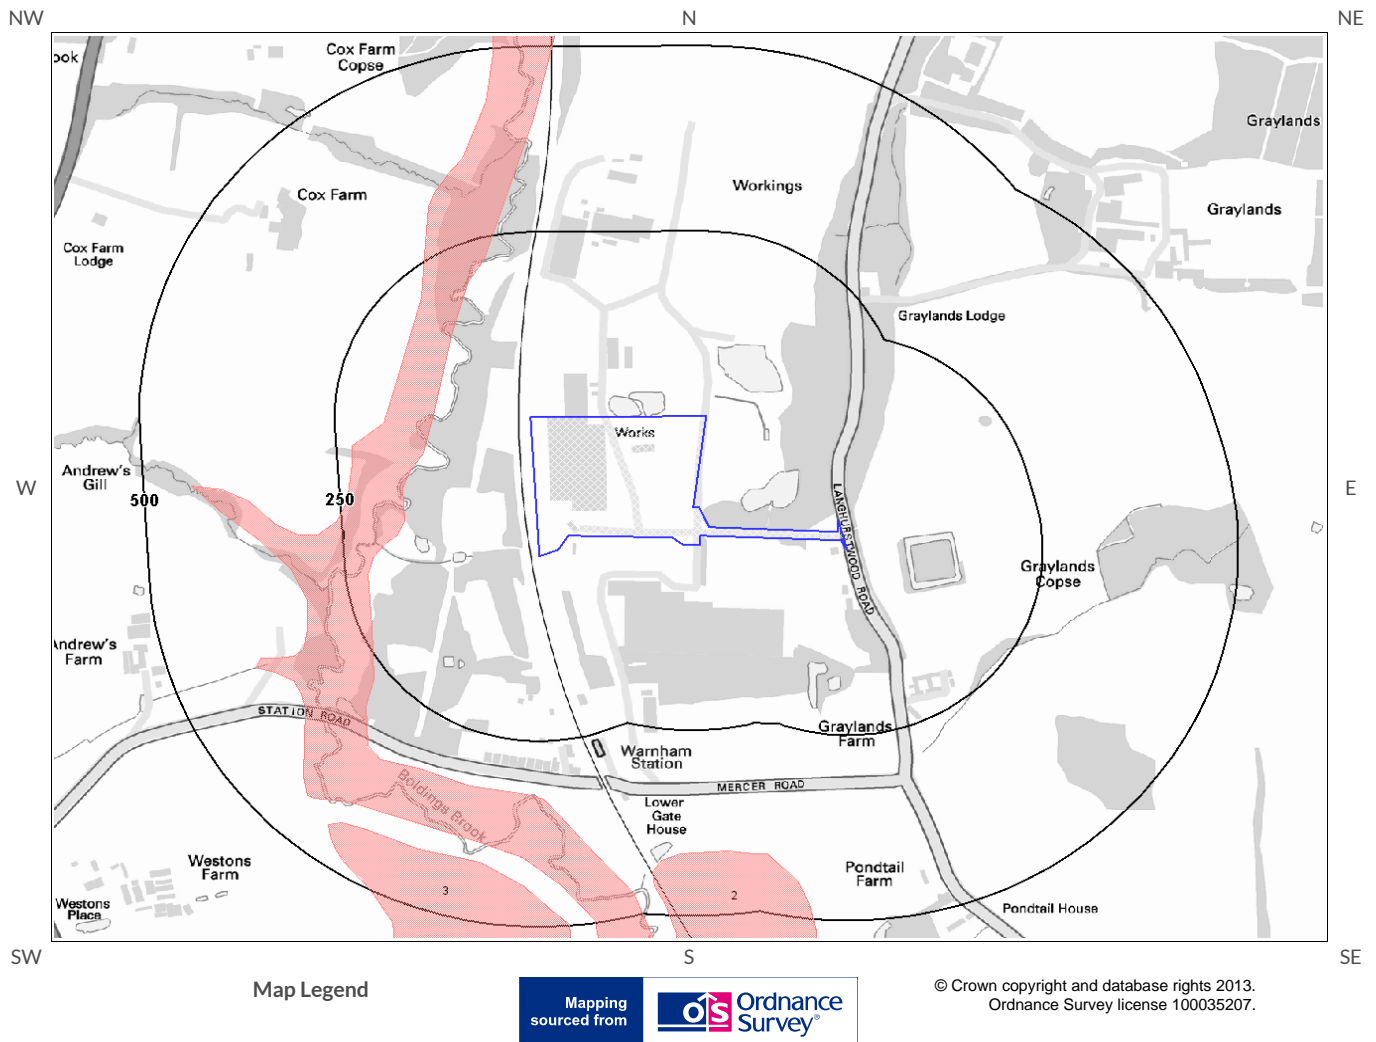 NW
N
NE
ook
Cox Farm
Copse
Graylands
Workings
Cox Farm
Graylands
Cox Farm
Lodge
Graylands Lodge
Works
Andrew's
Gill
W
500
250
E
LANGHURSTWOOD ROAD
Graylands
Copse
Andrew's
Farm
STATION ROAD
Graylands
Farm
Warnham
Station
MERCER ROAD
Boldings Brook
Lower
Gate
House
Westons
Farm
Pondtail
Farm
3
2
Westons
Place
Pondtail House
SW
S
SE
Map Legend
Mapping
sourced from
OS
Ordnance
Survey®
© Crown copyright and database rights 2013.
Ordnance Survey license 100035207.